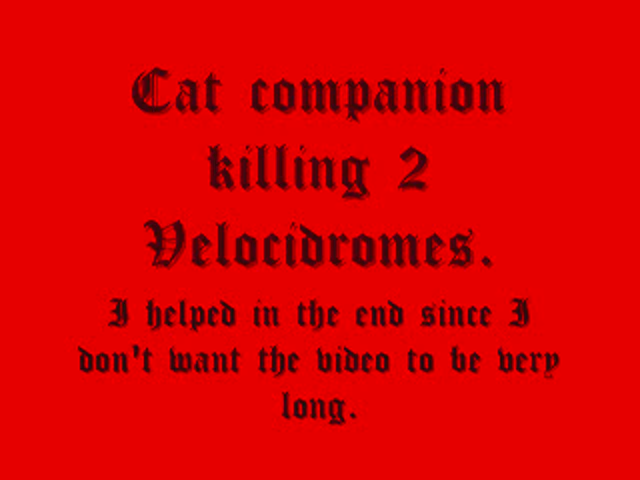 Cat companion
killing 2
Velocidromes.
I helped in the end since I
don't want the video to be very
long.